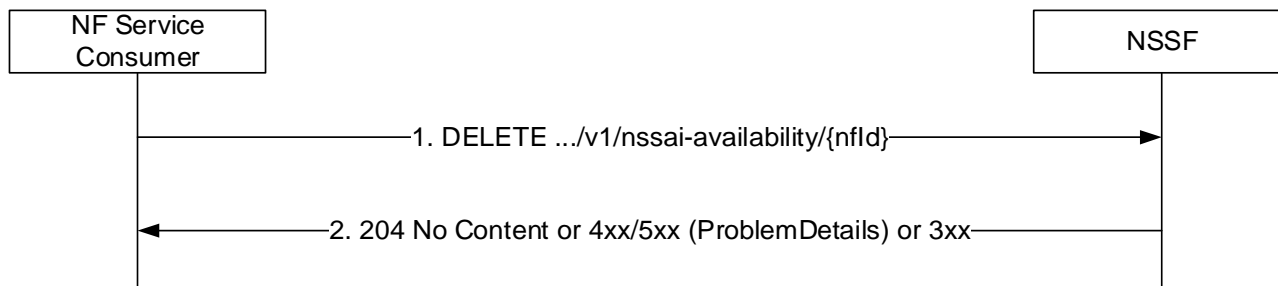 NF Service
Consumer
NSSF
1. DELETE .../v1/nssai-availability/{nfId}
2. 204 No Content or 4xx/5xx (ProblemDetails) or 3xx